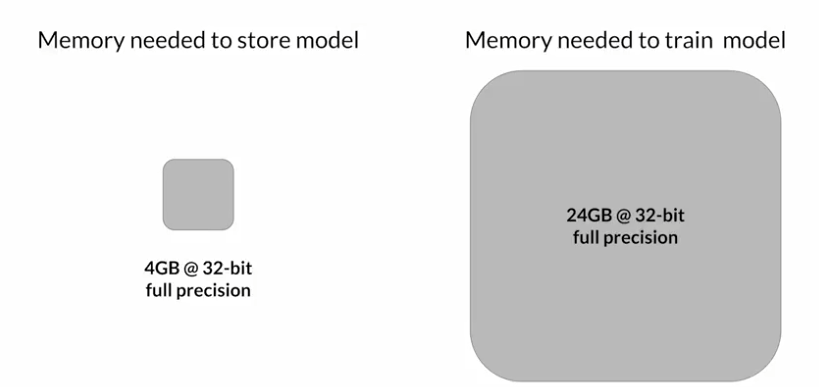 Memory needed to store model
Memory needed to train model
4GB @ 32-bit
full precision
24GB @ 32-bit
full precision